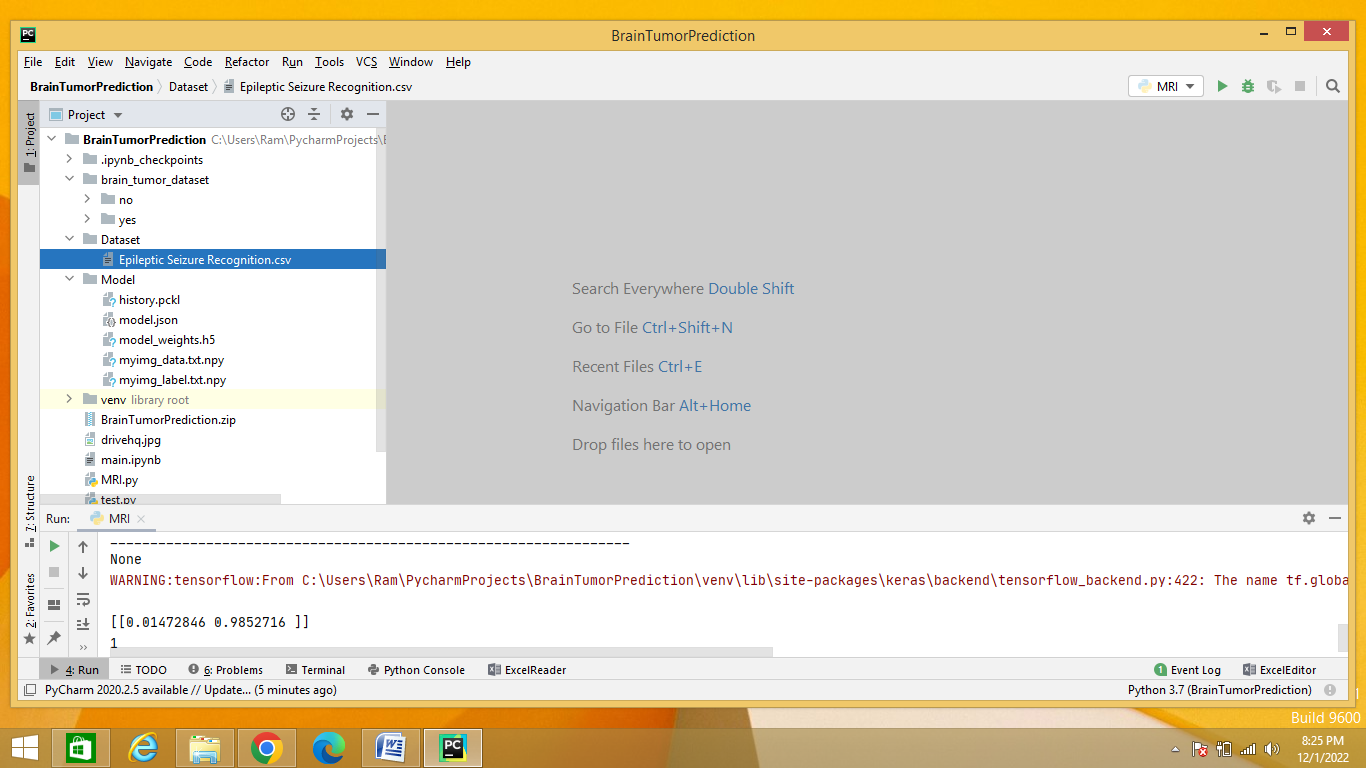 PC
BrainTumorPrediction
File Edit View Navigate Code Refactor Run Tools VCS Window Help
BrainTumorPrediction Dataset Epileptic Seizure Recognition.csv MRI
1: Project
Project
BrainTumorPrediction C:\Users\Ram\PycharmProjects\
.ipynb_checkpoints
brain_tumor_dataset
no
yes
Dataset
Epileptic Seizure Recognition.csv
Model
history.pckl
model.json
model_weights.h5
myimg_data.txt.npy
myimg_label.txt.npy
venv library root
BrainTumorPrediction.zip
drivehq.jpg
main.ipynb
MRI.py
test.py
Search Everywhere Double Shift
Go to File Ctrl+Shift+N
Recent Files Ctrl+E
Navigation Bar Alt+Home
Drop files here to open
7: Structure
2: Favorites
Run: MRI
_________________________________________________________________
None
WARNING:tensorflow:From C:\Users\Ram\PycharmProjects\BrainTumorPrediction\venv\lib\site-packages\keras\backend\tensorflow_backend.py:422: The name tf.globa
[[0.01472846 0.9852716 ]]
1
4: Run TODO 6: Problems Terminal Python Console ExcelReader 1 Event Log ExcelEditor
PyCharm 2020.2.5 available // Update... (5 minutes ago) Python 3.7 (BrainTumorPrediction)
Build 9600
PC
8:25 PM
12/1/2022